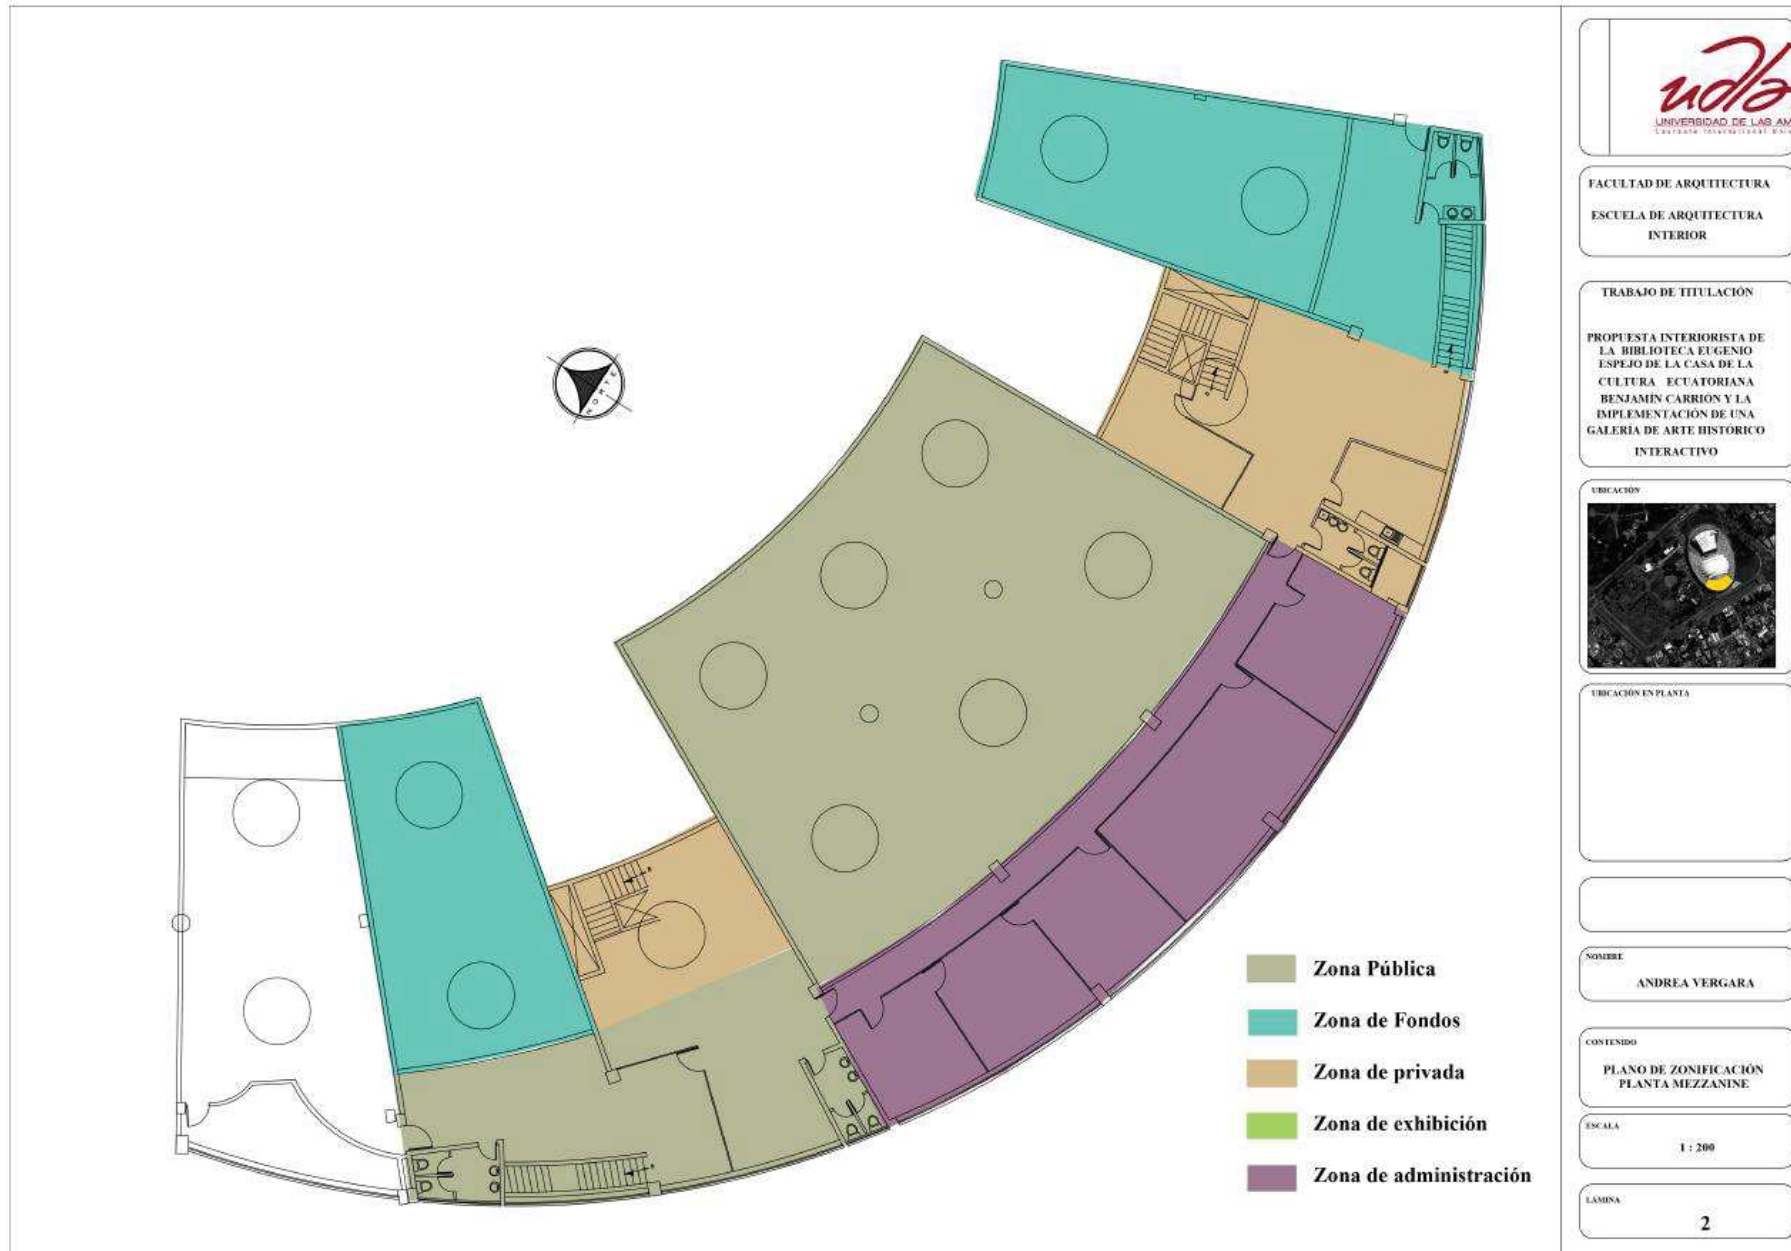 udla
UNIVERSIDAD DE LAS AM
FACULTAD DE ARQUITECTURA
ESCUELA DE ARQUITECTURA
INTERIOR
TRABAJO DE TITULACIÓN
PROPUESTA INTERIORISTA DE
LA BIBLIOTECA EUGENIO
ESPEJO DE LA CASA DE LA
CULTURA ECUATORIANA
BENJAMÍN CARRIÓN Y LA
IMPLEMENTACIÓN DE UNA
GALERÍA DE ARTE HISTÓRICO
INTERACTIVO
UBICACIÓN
UBICACIÓN EN PLANTA
NORTE
Zona Pública
Zona de Fondos
Zona de privada
Zona de exhibición
Zona de administración
NOMBRE
ANDREA VERGARA
CONTENIDO
PLANO DE ZONIFICACIÓN
PLANTA MEZZANINE
ESCALA
1 : 200
LÁMINA
2